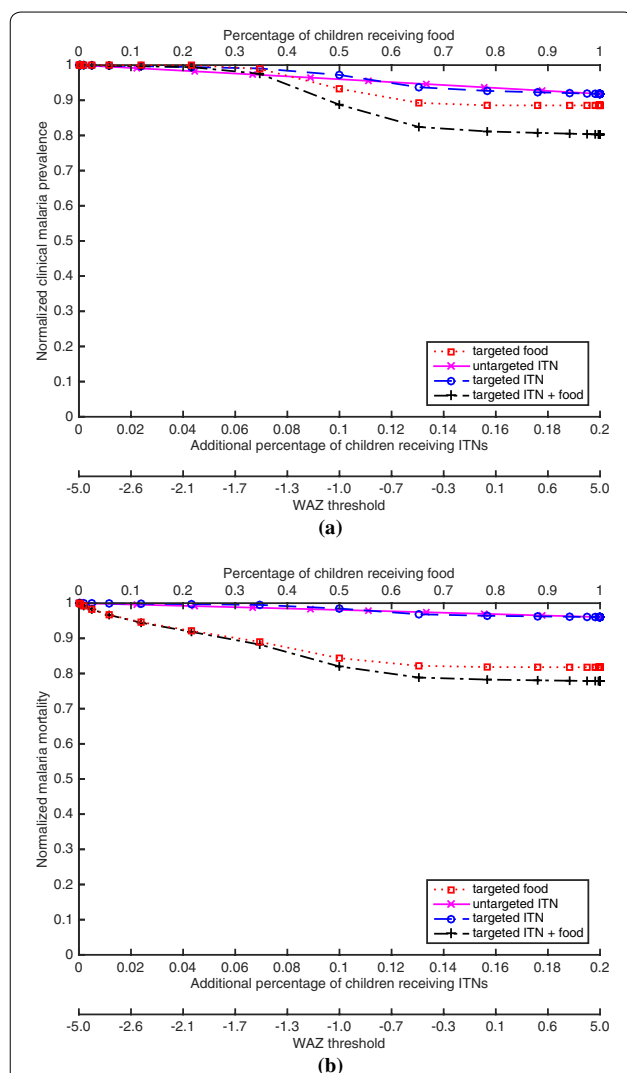 Percentage of children receiving food
0 0.1 0.2 0.3 0.4 0.5 0.6 0.7 0.8 0.9 1
1
0.9
0.8
0.7
0.6
0.5
0.4
0.3
0.2
0.1
0
Normalized clinical malaria prevalence
targeted food
untargeted ITN
targeted ITN
targeted ITN + food
0 0.02 0.04 0.06 0.08 0.1 0.12 0.14 0.16 0.18 0.2
Additional percentage of children receiving ITNs
-5.0 -2.6 -2.1 -1.7 -1.3 -1.0 -0.7 -0.3 0.1 0.6 5.0
WAZ threshold
(a)
Percentage of children receiving food
0 0.1 0.2 0.3 0.4 0.5 0.6 0.7 0.8 0.9 1
1
0.9
0.8
0.7
0.6
0.5
0.4
0.3
0.2
0.1
0
Normalized malaria mortality
targeted food
untargeted ITN
targeted ITN
targeted ITN + food
0 0.02 0.04 0.06 0.08 0.1 0.12 0.14 0.16 0.18 0.2
Additional percentage of children receiving ITNs
-5.0 -2.6 -2.1 -1.7 -1.3 -1.0 -0.7 -0.3 0.1 0.6 5.0
WAZ threshold
(b)